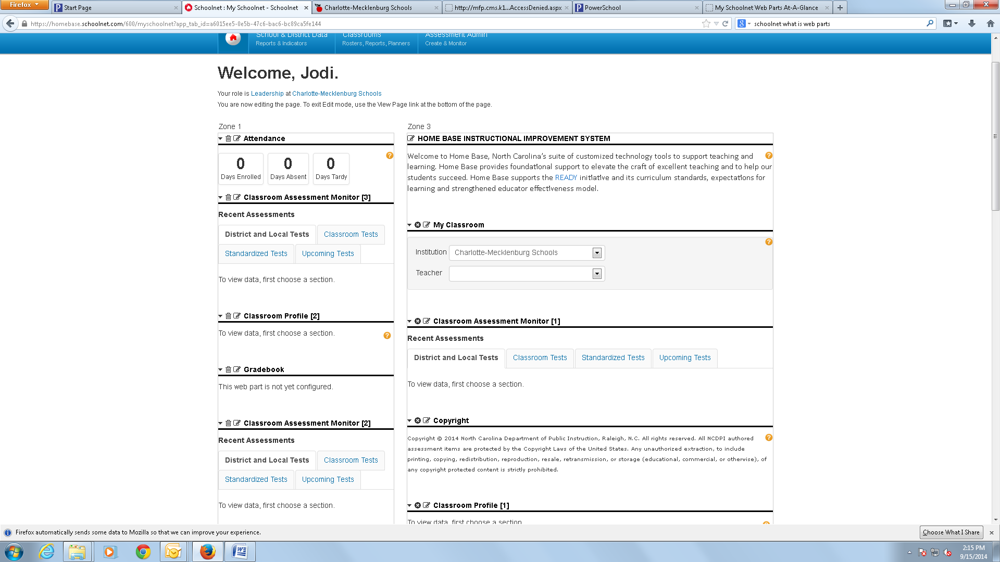 Firefox
Start Page
Schoolnet : My Schoolnet - Schoolnet
Charlotte-Mecklenburg Schools
http://mfp.cms.k1...AccessDenied.aspx
PowerSchool
My Schoolnet Web Parts At-A-Glance
https://homebase.schoolnet.com/600/myschoolnet?app_tab_id=a6015ee5-0e5b-47c6-bac6-bc89ca5fe144
schoolnet what is web parts
School & District Data
Reports & Indicators
Classrooms
Rosters, Reports, Planners
Assessment Admin
Create & Monitor
Welcome, Jodi.
Your role is Leadership at Charlotte-Mecklenburg Schools
You are now editing the page. To exit Edit mode, use the View Page link at the bottom of the page.
Zone 1
Attendance
0 0 0
Days Enrolled Days Absent Days Tardy
Classroom Assessment Monitor [3]
Recent Assessments
District and Local Tests Classroom Tests
Standardized Tests Upcoming Tests
To view data, first choose a section.
Classroom Profile [2]
To view data, first choose a section.
Gradebook
This web part is not yet configured.
Classroom Assessment Monitor [2]
Recent Assessments
District and Local Tests Classroom Tests
Standardized Tests Upcoming Tests
To view data, first choose a section.
Zone 3
HOME BASE INSTRUCTIONAL IMPROVEMENT SYSTEM
Welcome to Home Base, North Carolina's suite of customized technology tools to support teaching and
learning. Home Base provides foundational support to elevate the craft of excellent teaching and to help our
students succeed. Home Base supports the READY initiative and its curriculum standards, expectations for
learning and strengthened educator effectiveness model.
My Classroom
Institution Charlotte-Mecklenburg Schools
Teacher
Classroom Assessment Monitor [1]
Recent Assessments
District and Local Tests Classroom Tests Standardized Tests Upcoming Tests
To view data, first choose a section.
Copyright
Copyright © 2014 North Carolina Department of Public Instruction, Raleigh, N.C. All rights reserved. All NCDPI authored
assessment items are protected by the Copyright Laws of the United States. Any unauthorized extraction, to include
printing, copying, redistribution, reproduction, resale, retransmission, or storage (educational, commercial, or otherwise), of
any copyright protected content is strictly prohibited.
Classroom Profile [1]
To view data, first choose a section.
Firefox automatically sends some data to Mozilla so that we can improve your experience.
Choose What I Share
2:15 PM
9/15/2014